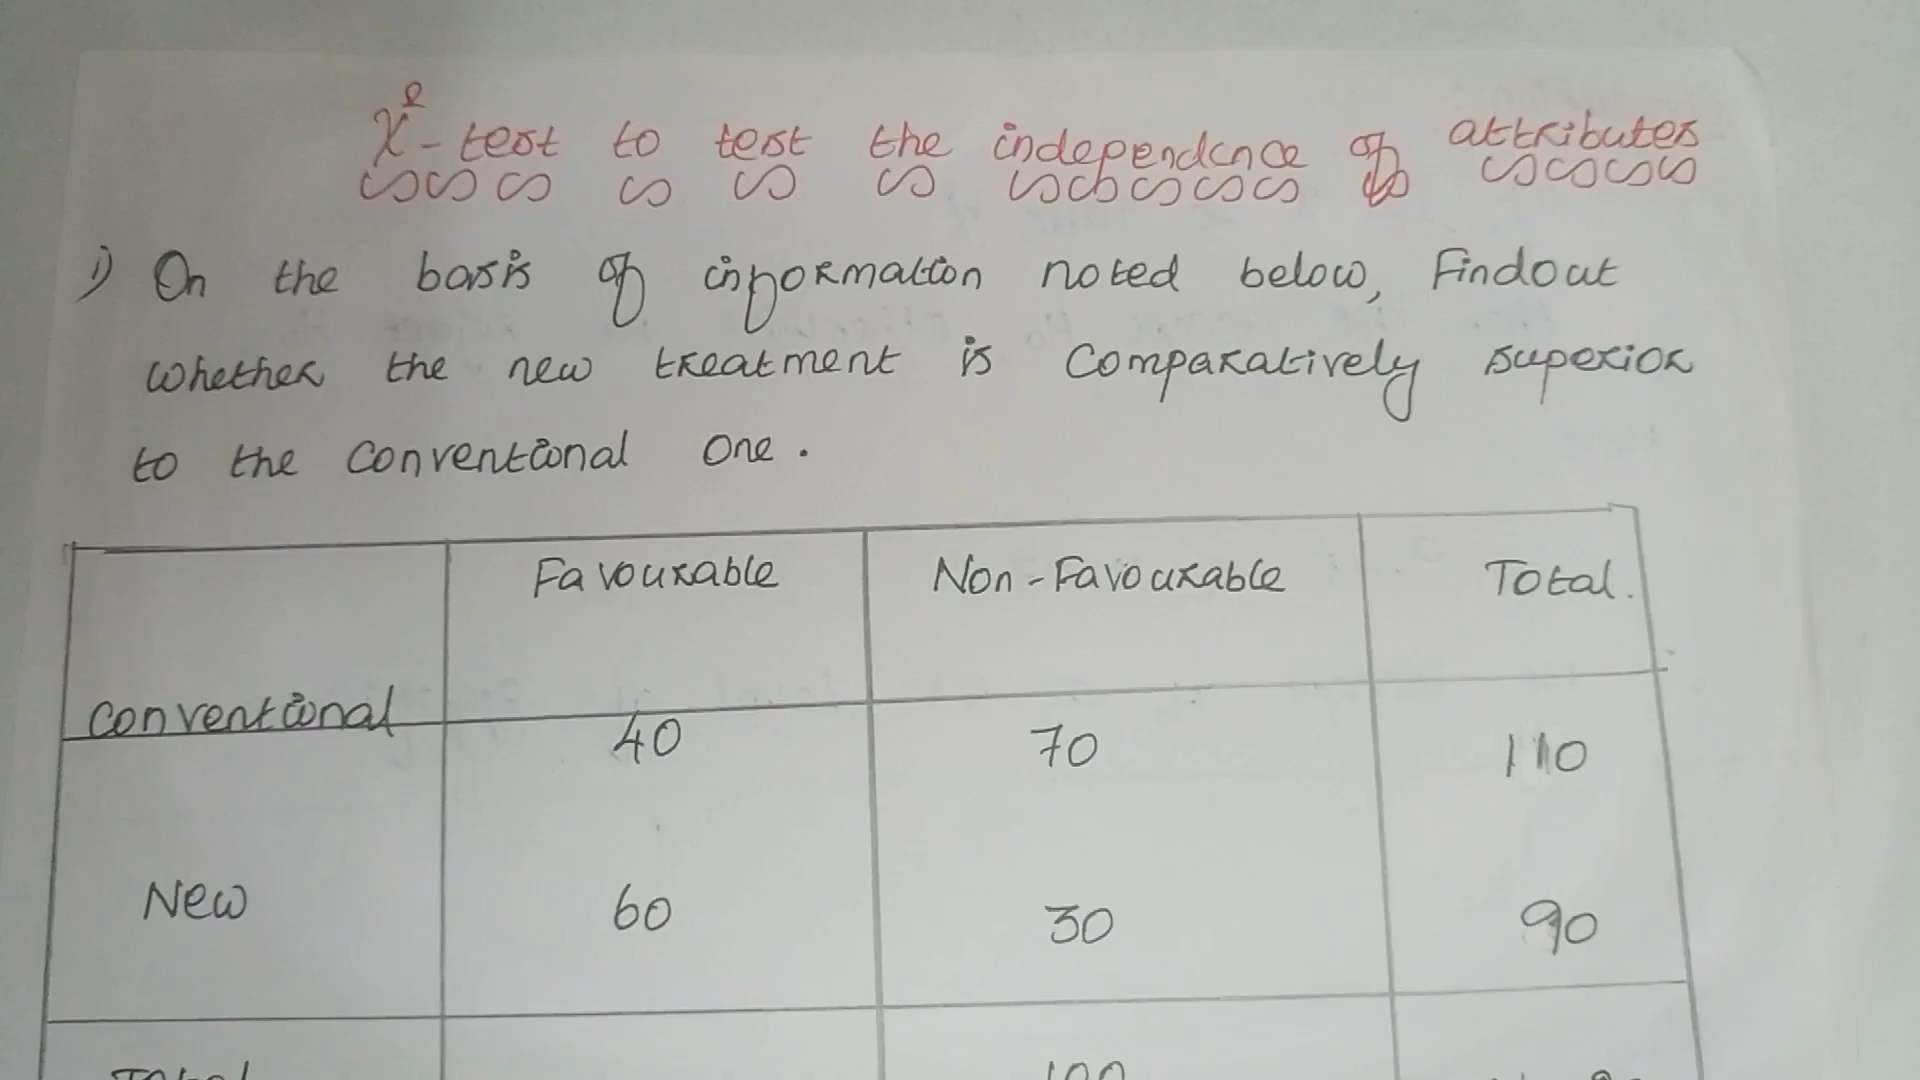 χ²-test to test the independence of attributes
1) On the basis of information noted below, Findout
whether the new treatment is comparatively superior
to the conventional one.
Favourable Non-Favourable Total.
conventional 40 70 110
New 60 30 90
Total 100